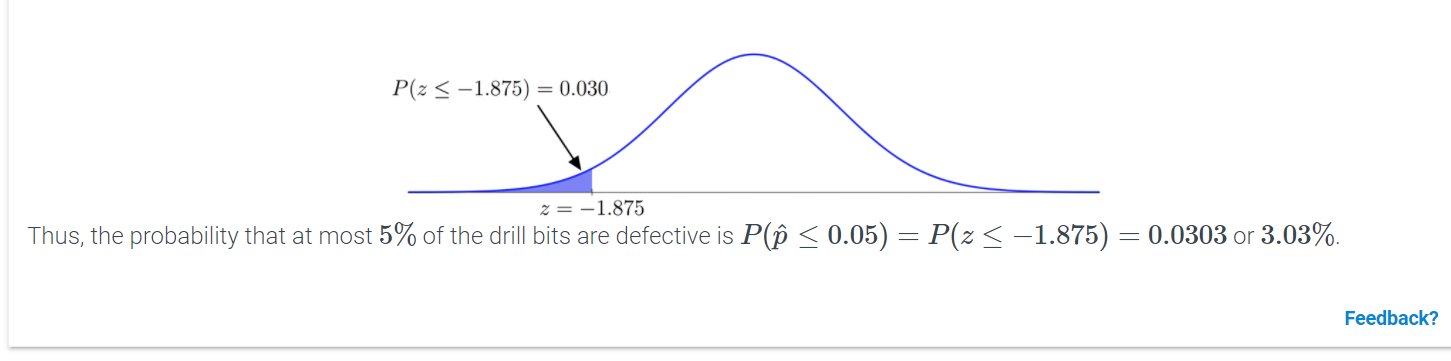 P(z ≤ −1.875) = 0.030
z = −1.875
Thus, the probability that at most 5% of the drill bits are defective is P(p̂ ≤ 0.05) = P(z ≤ −1.875) = 0.0303 or 3.03%.
Feedback?